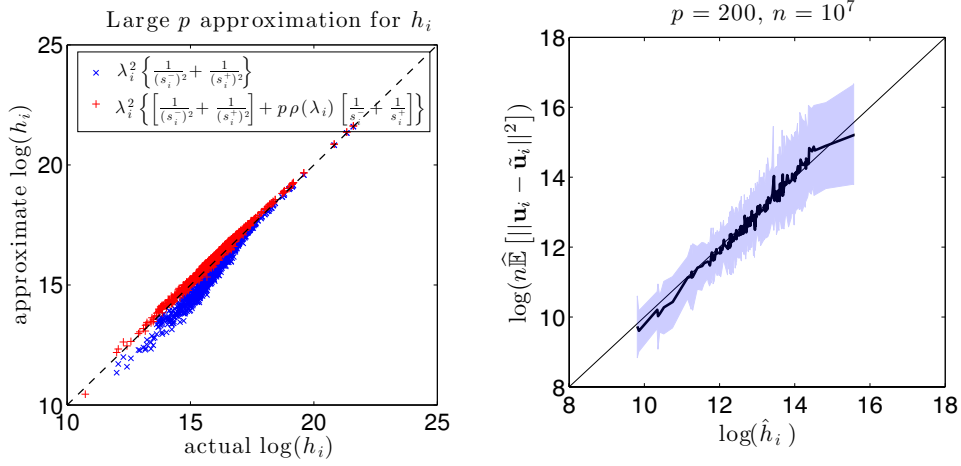 Large p approximation for h_i
25
20
15
10
10 15 20 25
approximate log(h_i)
actual log(h_i)
× λ_i^2 { 1/(s_i^-)^2 + 1/(s_i^+)^2 }
+ λ_i^2 { [ 1/(s_i^-)^2 + 1/(s_i^+)^2 ] + p ρ(λ_i) [ 1/s_i^- + 1/s_i^+ ] }
p = 200, n = 10^7
18
16
14
12
10
8
8 10 12 14 16 18
log(n𝔼̂[||𝐮_i − 𝐮̃_i||^2])
log(ĥ_i)